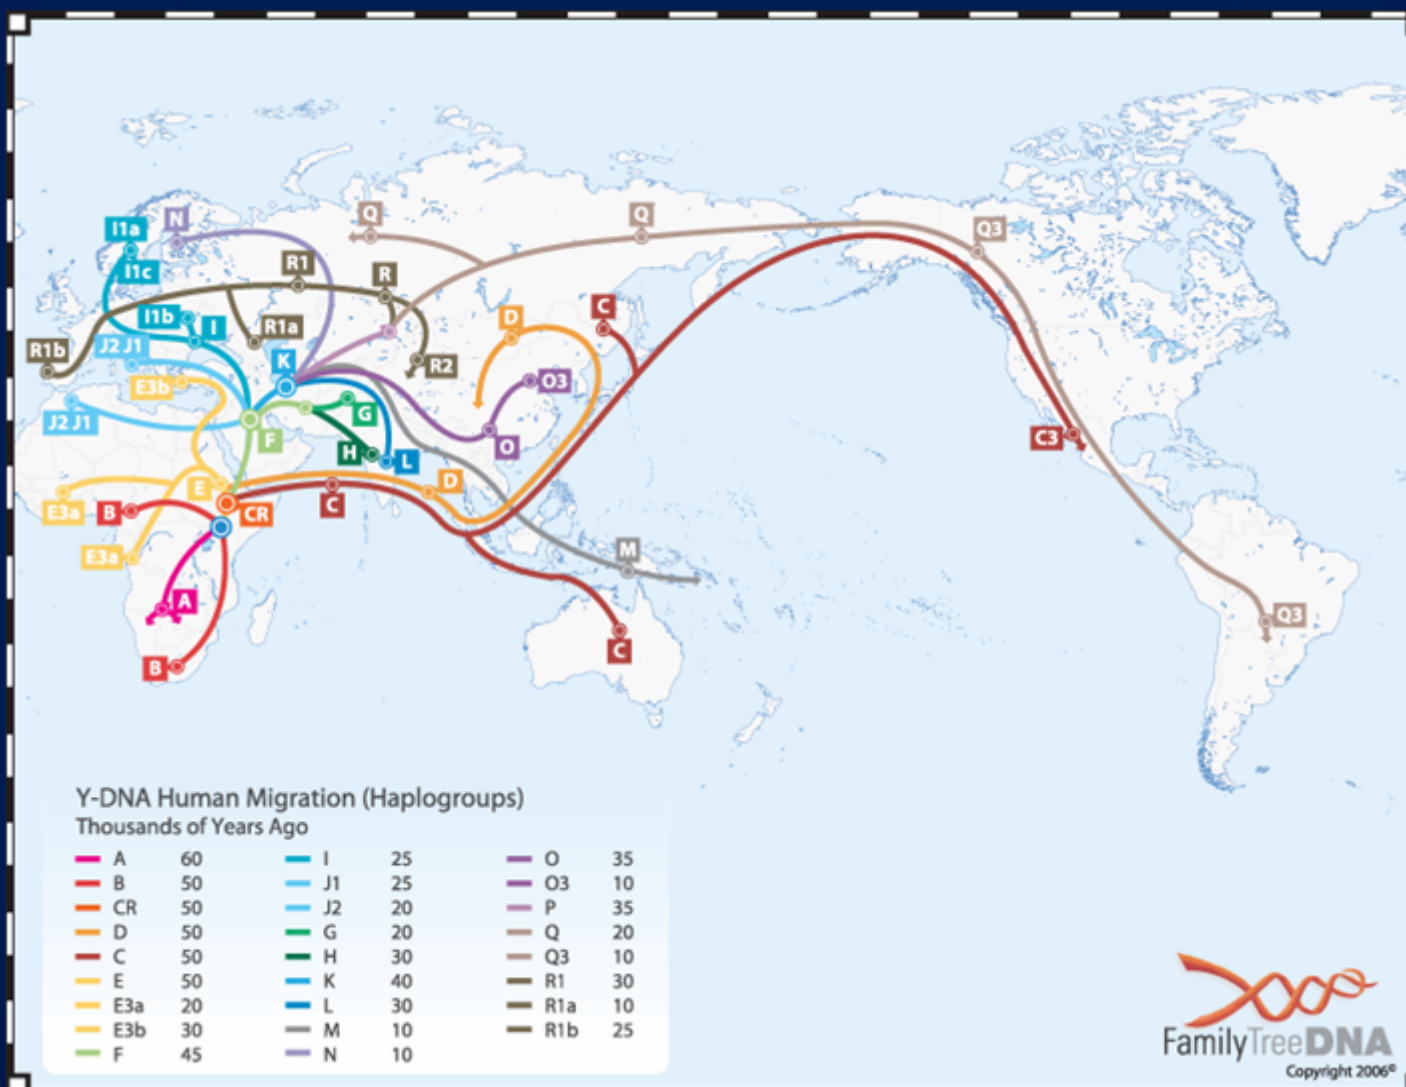 I1a
N
Q
Q
Q3
I1c
R1
R
I1b
I
R1a
C
D
J2 J1
R1b
K
R2
E3b
O3
J2 J1
G
F
O
C3
H
L
E
D
E3a
B
CR
C
E3a
M
A
Q3
B
C
Y-DNA Human Migration (Haplogroups)
Thousands of Years Ago
A 60
B 50
CR 50
D 50
C 50
E 50
E3a 20
E3b 30
F 45
I 25
J1 25
J2 20
G 20
H 30
K 40
L 30
M 10
N 10
O 35
O3 10
P 35
Q 20
Q3 10
R1 30
R1a 10
R1b 25
FamilyTreeDNA
Copyright 2006©